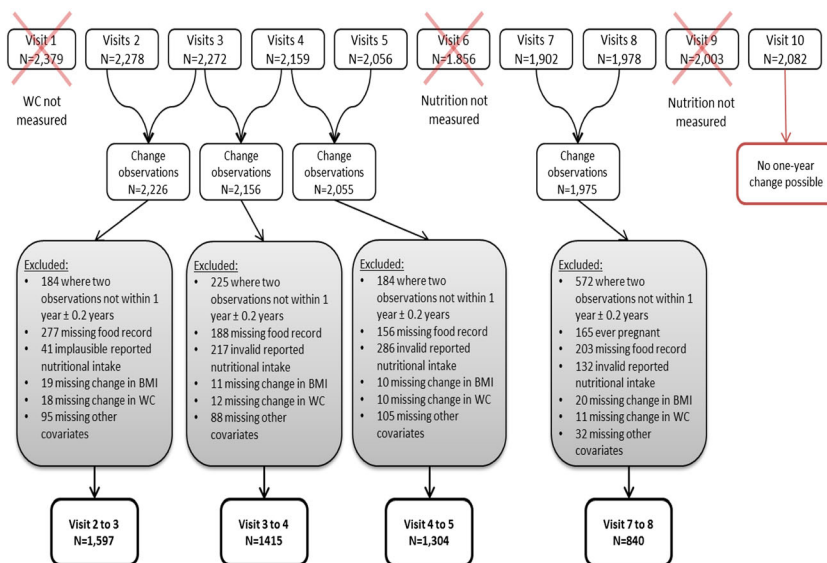 Visit 1
N=2,379
Visits 2
N=2,278
Visits 3
N=2,272
Visits 4
N=2,159
Visits 5
N=2,056
Visit 6
N=1.856
Visits 7
N=1,902
Visits 8
N=1,978
Visit 9
N=2,003
Visit 10
N=2,082
WC not
measured
Nutrition not
measured
Nutrition not
measured
Change
observations
N=2,226
Change
observations
N=2,156
Change
observations
N=2,055
Change
observations
N=1,975
No one-year
change possible
Excluded:
• 184 where two
observations not within 1
year ± 0.2 years
• 277 missing food record
• 41 implausible reported
nutritional intake
• 19 missing change in BMI
• 18 missing change in WC
• 95 missing other
covariates
Excluded:
• 225 where two
observations not within 1
year ± 0.2 years
• 188 missing food record
• 217 invalid reported
nutritional intake
• 11 missing change in BMI
• 12 missing change in WC
• 88 missing other
covariates
Excluded:
• 184 where two
observations not within 1
year ± 0.2 years
• 156 missing food record
• 286 invalid reported
nutritional intake
• 10 missing change in BMI
• 10 missing change in WC
• 105 missing other
covariates
Excluded:
• 572 where two
observations not within 1
year ± 0.2 years
• 165 ever pregnant
• 203 missing food record
• 132 invalid reported
nutritional intake
• 20 missing change in BMI
• 11 missing change in WC
• 32 missing other
covariates
Visit 2 to 3
N=1,597
Visit 3 to 4
N=1415
Visit 4 to 5
N=1,304
Visit 7 to 8
N=840